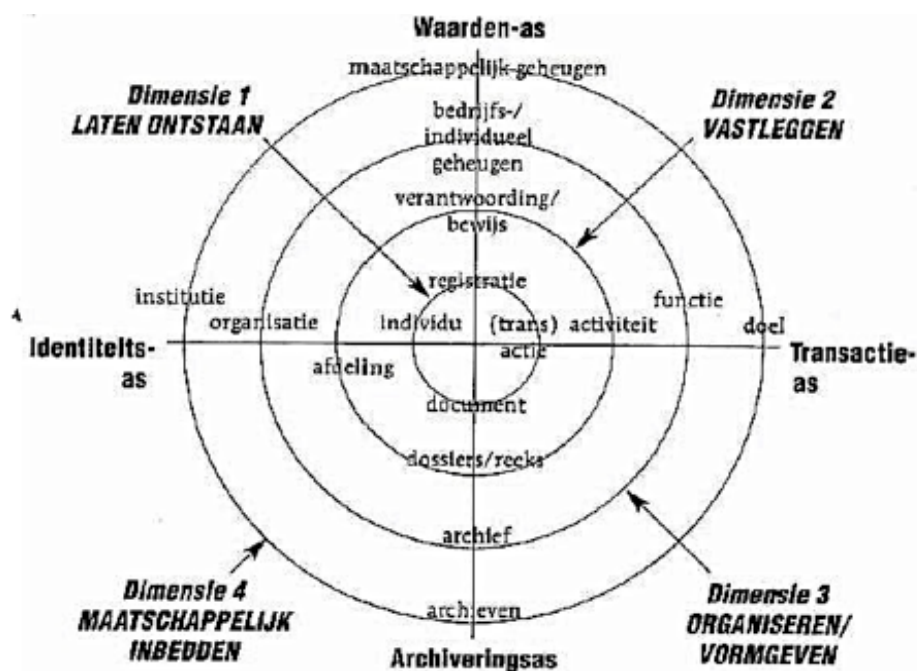 Waarden-as
maatschappelijk geheugen
Dimensie 1
LATEN ONTSTAAN
Dimensie 2
VASTLEGGEN
bedrijfs-/
individueel
geheugen
verantwoording/
bewijs
registratie
institutie
organisatie
individu
(trans)
actie
activiteit
functie
doel
Identiteits-
as
Transactie-
as
afdeling
document
dossiers/reeks
archief
archieven
Dimensie 4
MAATSCHAPPELIJK
INBEDDEN
Dimensie 3
ORGANISEREN/
VORMGEVEN
Archiveringsas